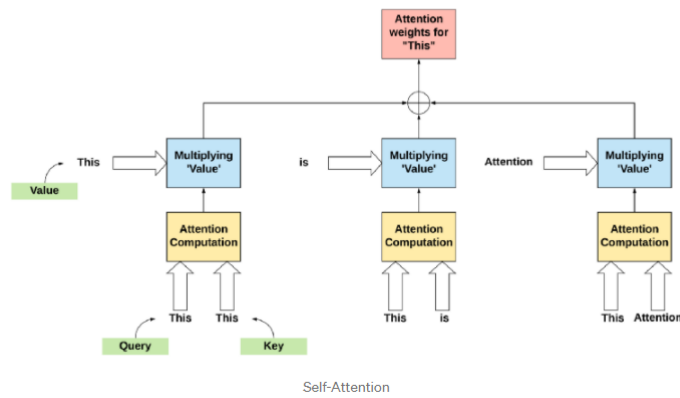 Attention
weights for
"This"
This
Multiplying
'Value'
is
Multiplying
'Value'
Attention
Multiplying
'Value'
Value
Attention
Computation
Attention
Computation
Attention
Computation
This This
This is
This Attention
Query
Key
Self-Attention